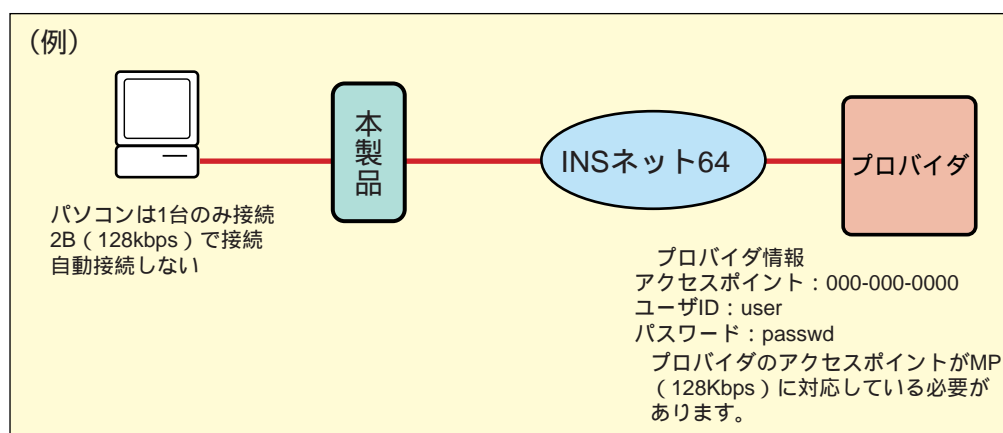 （例）
本製品
INSネット64
プロバイダ
パソコンは1台のみ接続
2B（128kbps）で接続
自動接続しない
プロバイダ情報
アクセスポイント：000-000-0000
ユーザID：user
パスワード：passwd
プロバイダのアクセスポイントがMP
（128Kbps）に対応している必要が
あります。